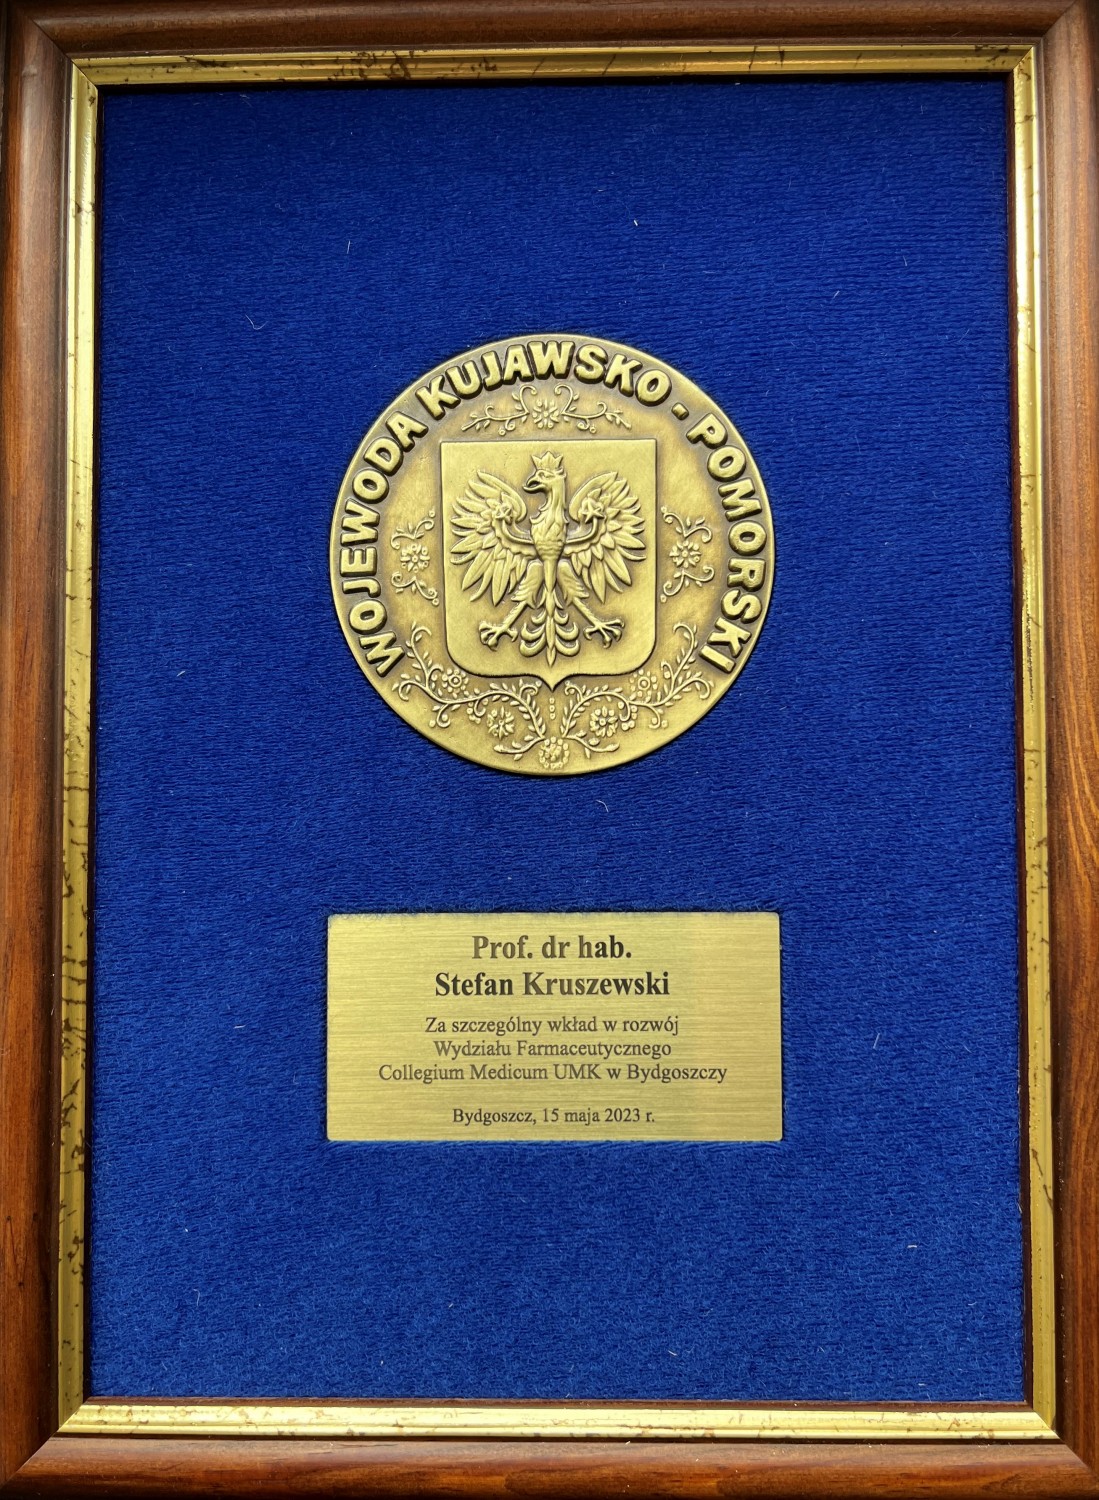 WOJEWODA KUJAWSKO - POMORSKI
Prof. dr hab.
Stefan Kruszewski
Za szczególny wkład w rozwój
Wydziału Farmaceutycznego
Collegium Medicum UMK w Bydgoszczy
Bydgoszcz, 15 maja 2023 r.